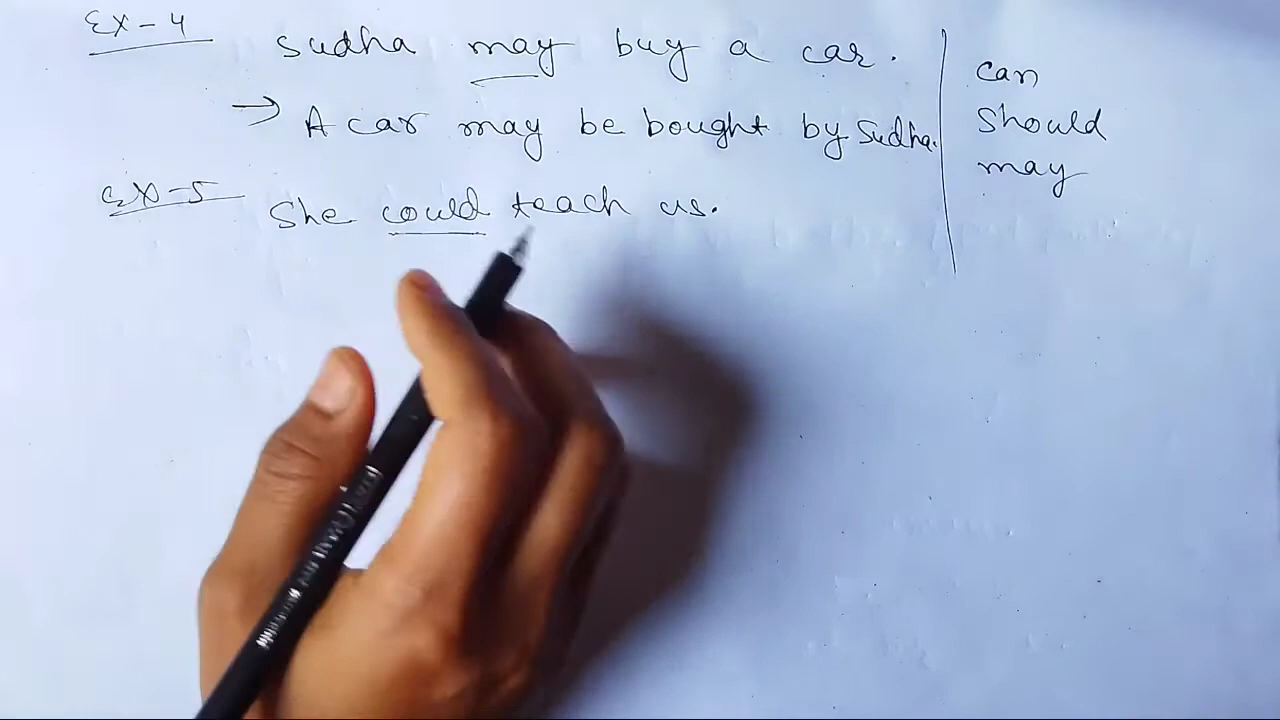 Ex-4 Sudha may buy a car.
→ A car may be bought by Sudha.
Ex-5 She could teach us.
can
should
may